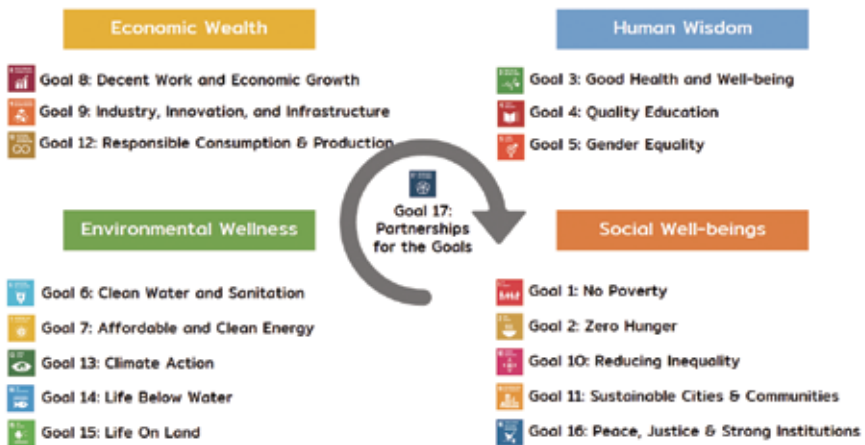 Economic Wealth
Goal 8: Decent Work and Economic Growth
Goal 9: Industry, Innovation, and Infrastructure
Goal 12: Responsible Consumption & Production
Human Wisdom
Goal 3: Good Health and Well-being
Goal 4: Quality Education
Goal 5: Gender Equality
Goal 17:
Partnerships
for the Goals
Environmental Wellness
Goal 6: Clean Water and Sanitation
Goal 7: Affordable and Clean Energy
Goal 13: Climate Action
Goal 14: Life Below Water
Goal 15: Life On Land
Social Well-beings
Goal 1: No Poverty
Goal 2: Zero Hunger
Goal 10: Reducing Inequality
Goal 11: Sustainable Cities & Communities
Goal 16: Peace, Justice & Strong Institutions